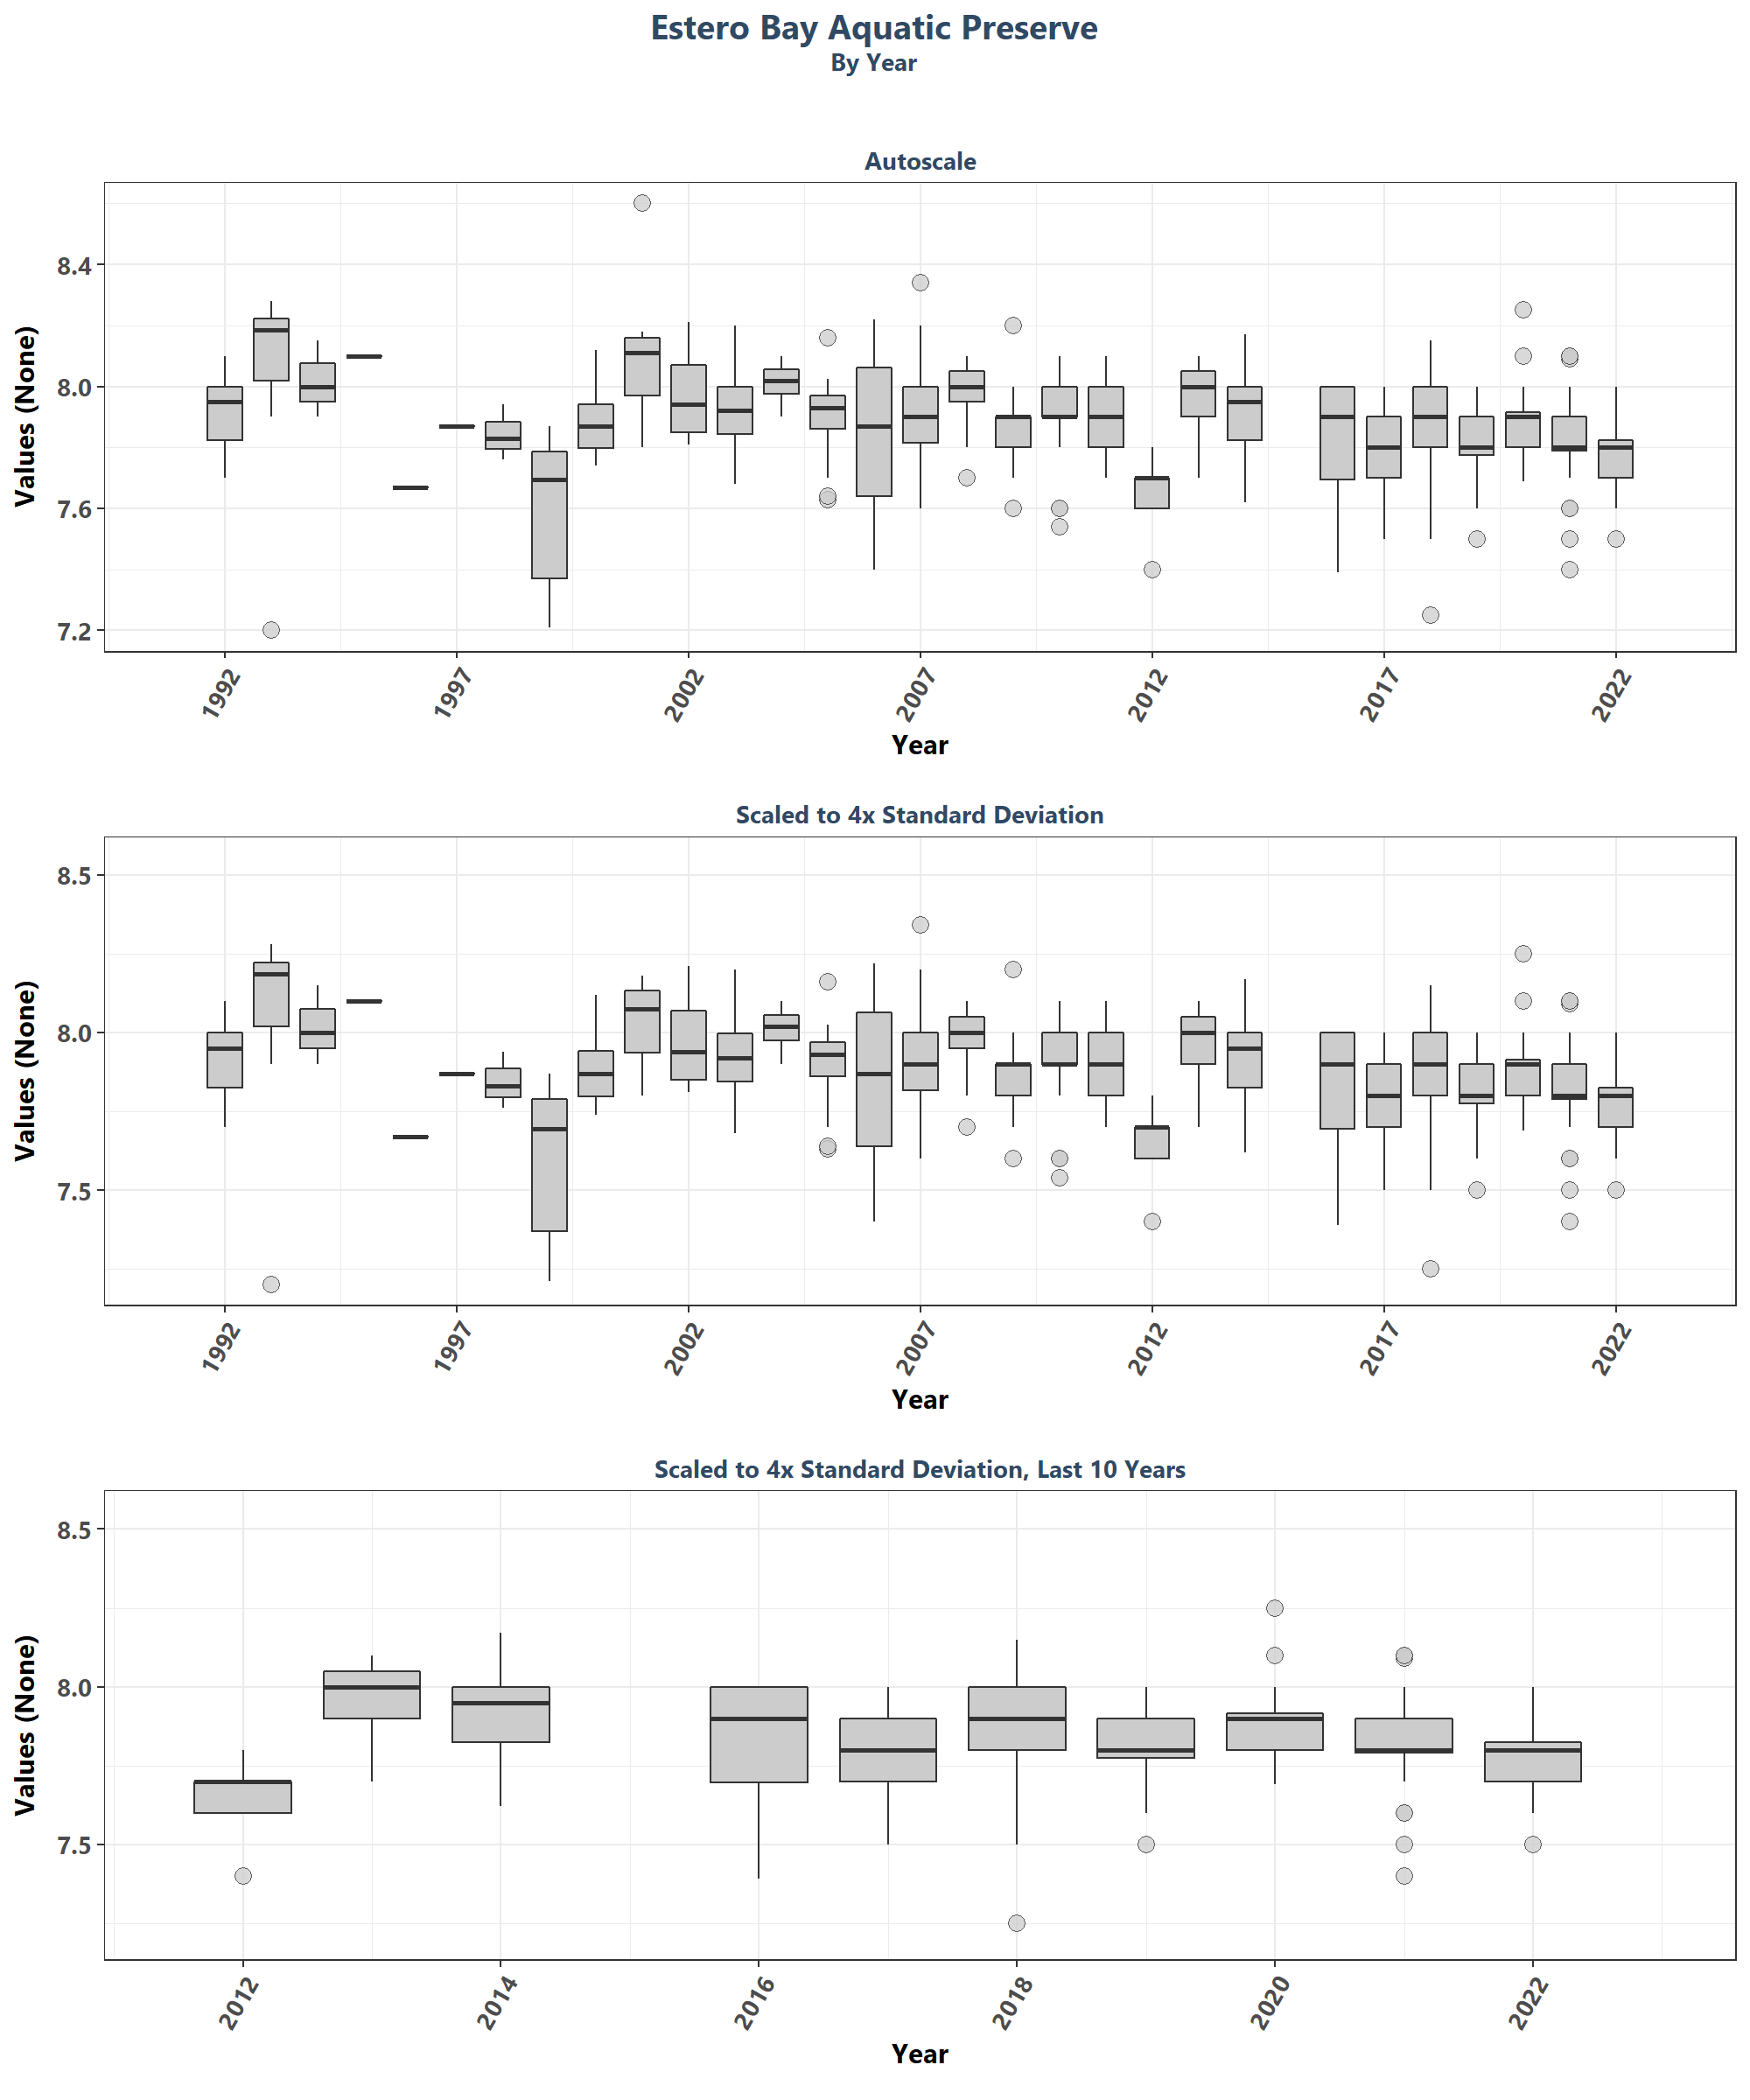 Estero Bay Aquatic Preserve
By Year
Autoscale
Values (None)
8.4
8.0
7.6
7.2
1992
1997
2002
2007
2012
2017
2022
Year
Scaled to 4x Standard Deviation
Values (None)
8.5
8.0
7.5
1992
1997
2002
2007
2012
2017
2022
Year
Scaled to 4x Standard Deviation, Last 10 Years
Values (None)
8.5
8.0
7.5
2012
2014
2016
2018
2020
2022
Year